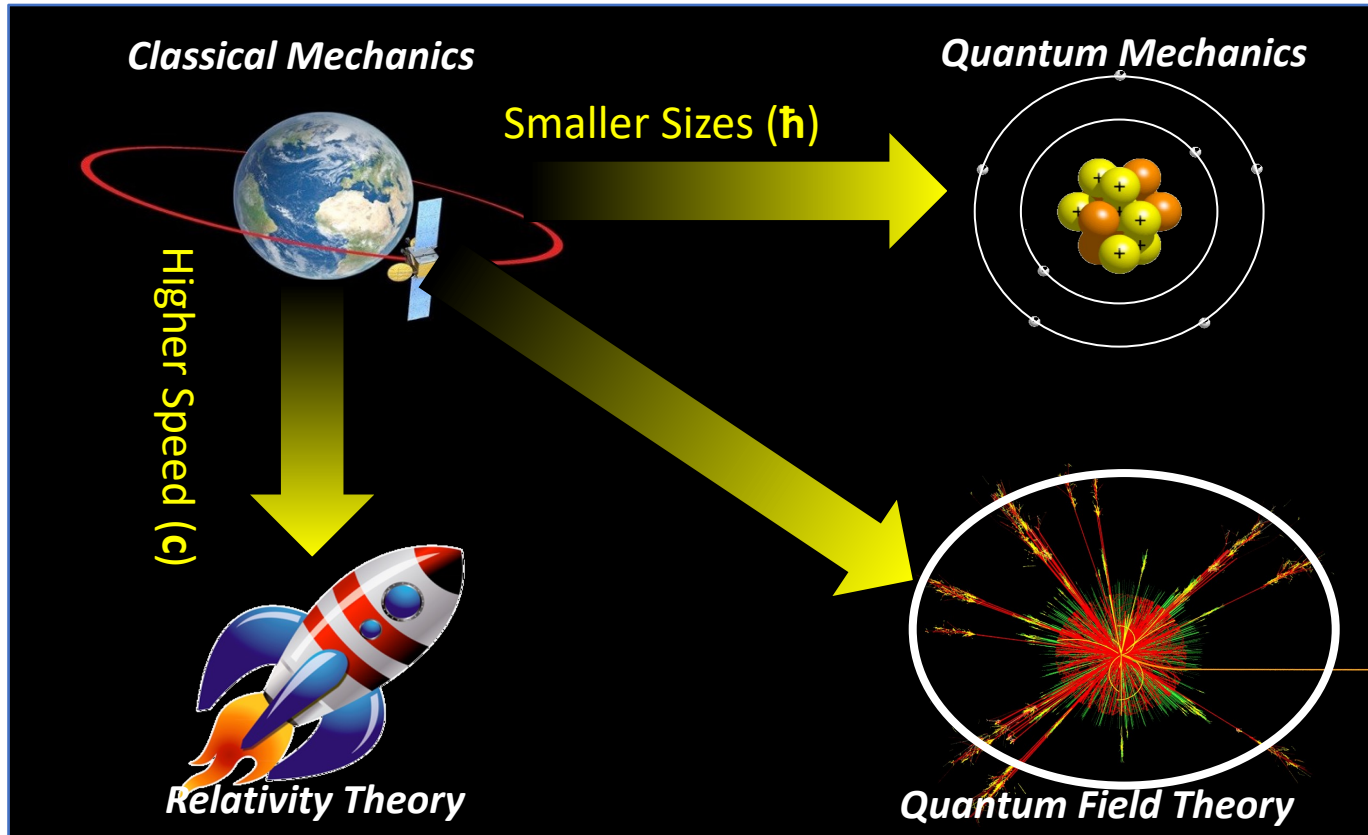 Classical Mechanics
Quantum Mechanics
Smaller Sizes (ħ)
+ +
+ + +
+
+
Higher Speed (c)
Relativity Theory
Quantum Field Theory